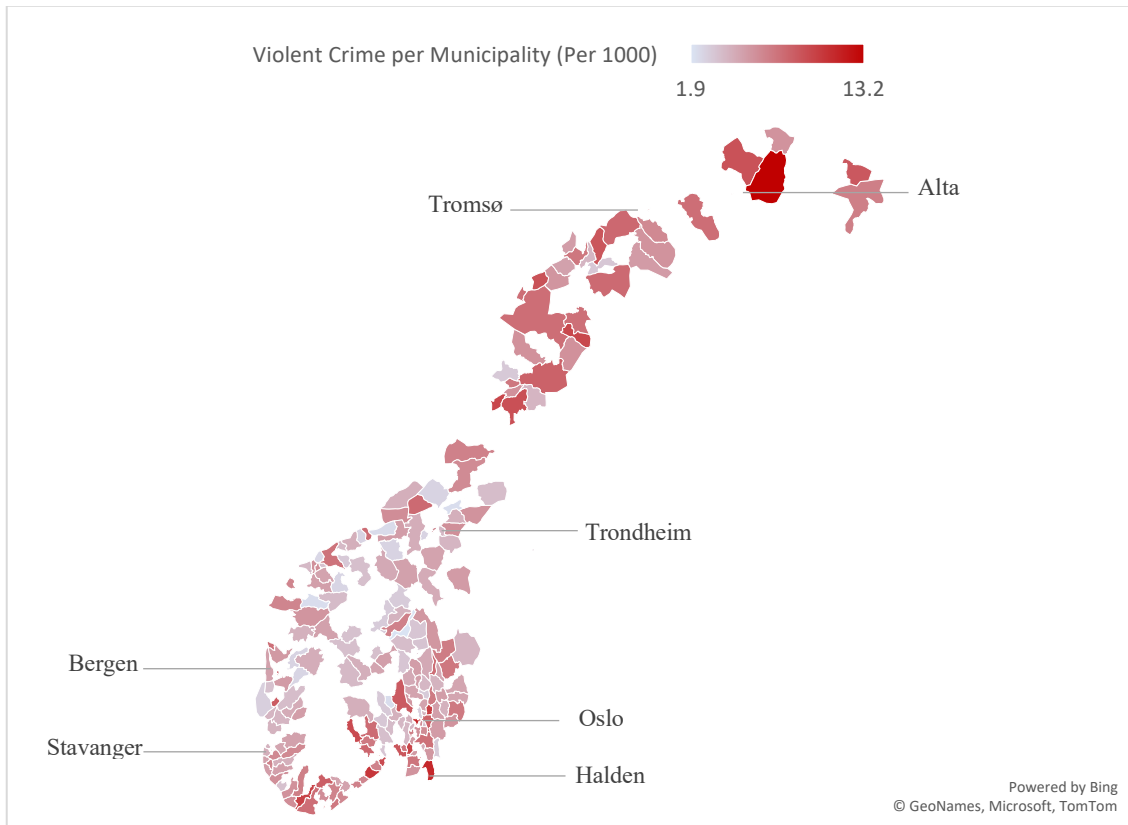 Violent Crime per Municipality (Per 1000)
1.9 13.2
Alta
Tromsø
Trondheim
Bergen
Oslo
Stavanger
Halden
Powered by Bing
© GeoNames, Microsoft, TomTom